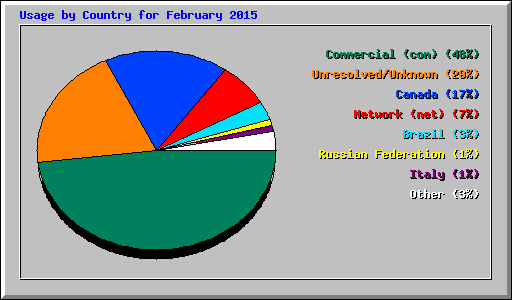 Usage by Country for February 2015
Commercial (com) (48%)
Unresolved/Unknown (20%)
Canada (17%)
Network (net) (7%)
Brazil (3%)
Russian Federation (1%)
Italy (1%)
Other (3%)